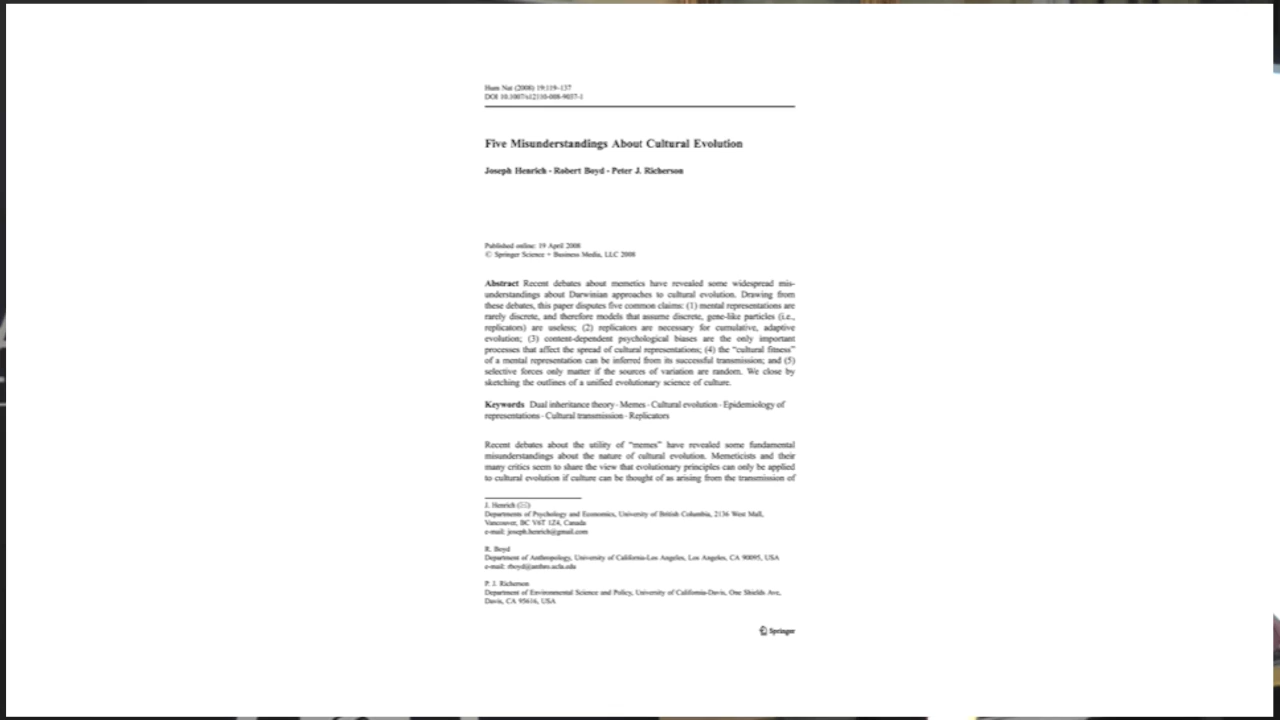 Hum Nat (2008) 19:119–137
DOI 10.1007/s12110-008-9037-1
Five Misunderstandings About Cultural Evolution
Joseph Henrich · Robert Boyd · Peter J. Richerson
Published online: 19 April 2008
© Springer Science + Business Media, LLC 2008
Abstract Recent debates about memetics have revealed some widespread mis-
understandings about Darwinian approaches to cultural evolution. Drawing from
these debates, this paper disputes five common claims: (1) mental representations are
rarely discrete, and therefore models that assume discrete, gene-like particles (i.e.,
replicators) are useless; (2) replicators are necessary for cumulative, adaptive
evolution; (3) content-dependent psychological biases are the only important
processes that affect the spread of cultural representations; (4) the “cultural fitness”
of a mental representation can be inferred from its successful transmission; and (5)
selective forces only matter if the sources of variation are random. We close by
sketching the outlines of a unified evolutionary science of culture.
Keywords Dual inheritance theory · Memes · Cultural evolution · Epidemiology of
representations · Cultural transmission · Replicators
Recent debates about the utility of “memes” have revealed some fundamental
misunderstandings about the nature of cultural evolution. Memeticists and their
many critics seem to share the view that evolutionary principles can only be applied
to cultural evolution if culture can be thought of as arising from the transmission of
J. Henrich
Departments of Psychology and Economics, University of British Columbia, 2136 West Mall,
Vancouver, BC V6T 1Z4, Canada
e-mail: joseph.henrich@gmail.com
R. Boyd
Department of Anthropology, University of California-Los Angeles, Los Angeles, CA 90095, USA
e-mail: rboyd@anthro.ucla.edu
P. J. Richerson
Department of Environmental Science and Policy, University of California-Davis, One Shields Ave,
Davis, CA 95616, USA
Springer